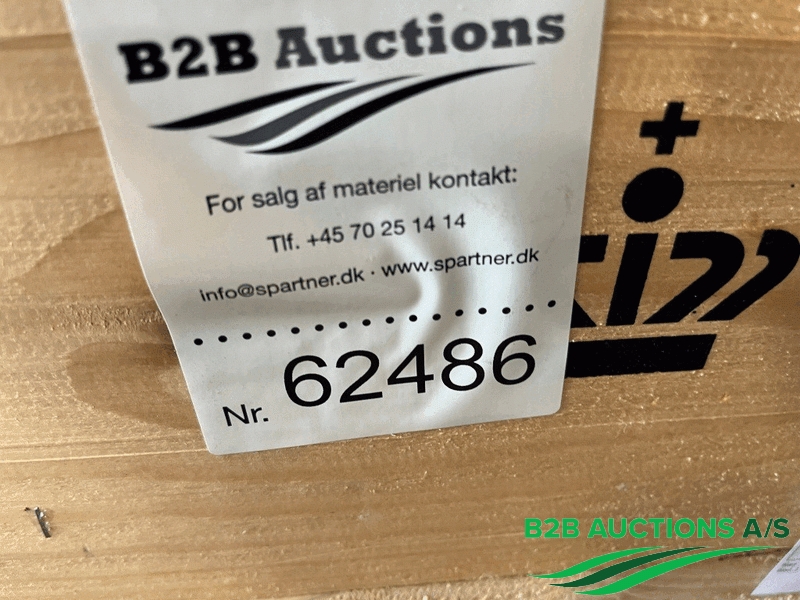 B2B Auctions
For salg af materiel kontakt:
Tlf. +45 70 25 14 14
info@spartner.dk · www.spartner.dk
Nr. 62486
B2B AUCTIONS A/S